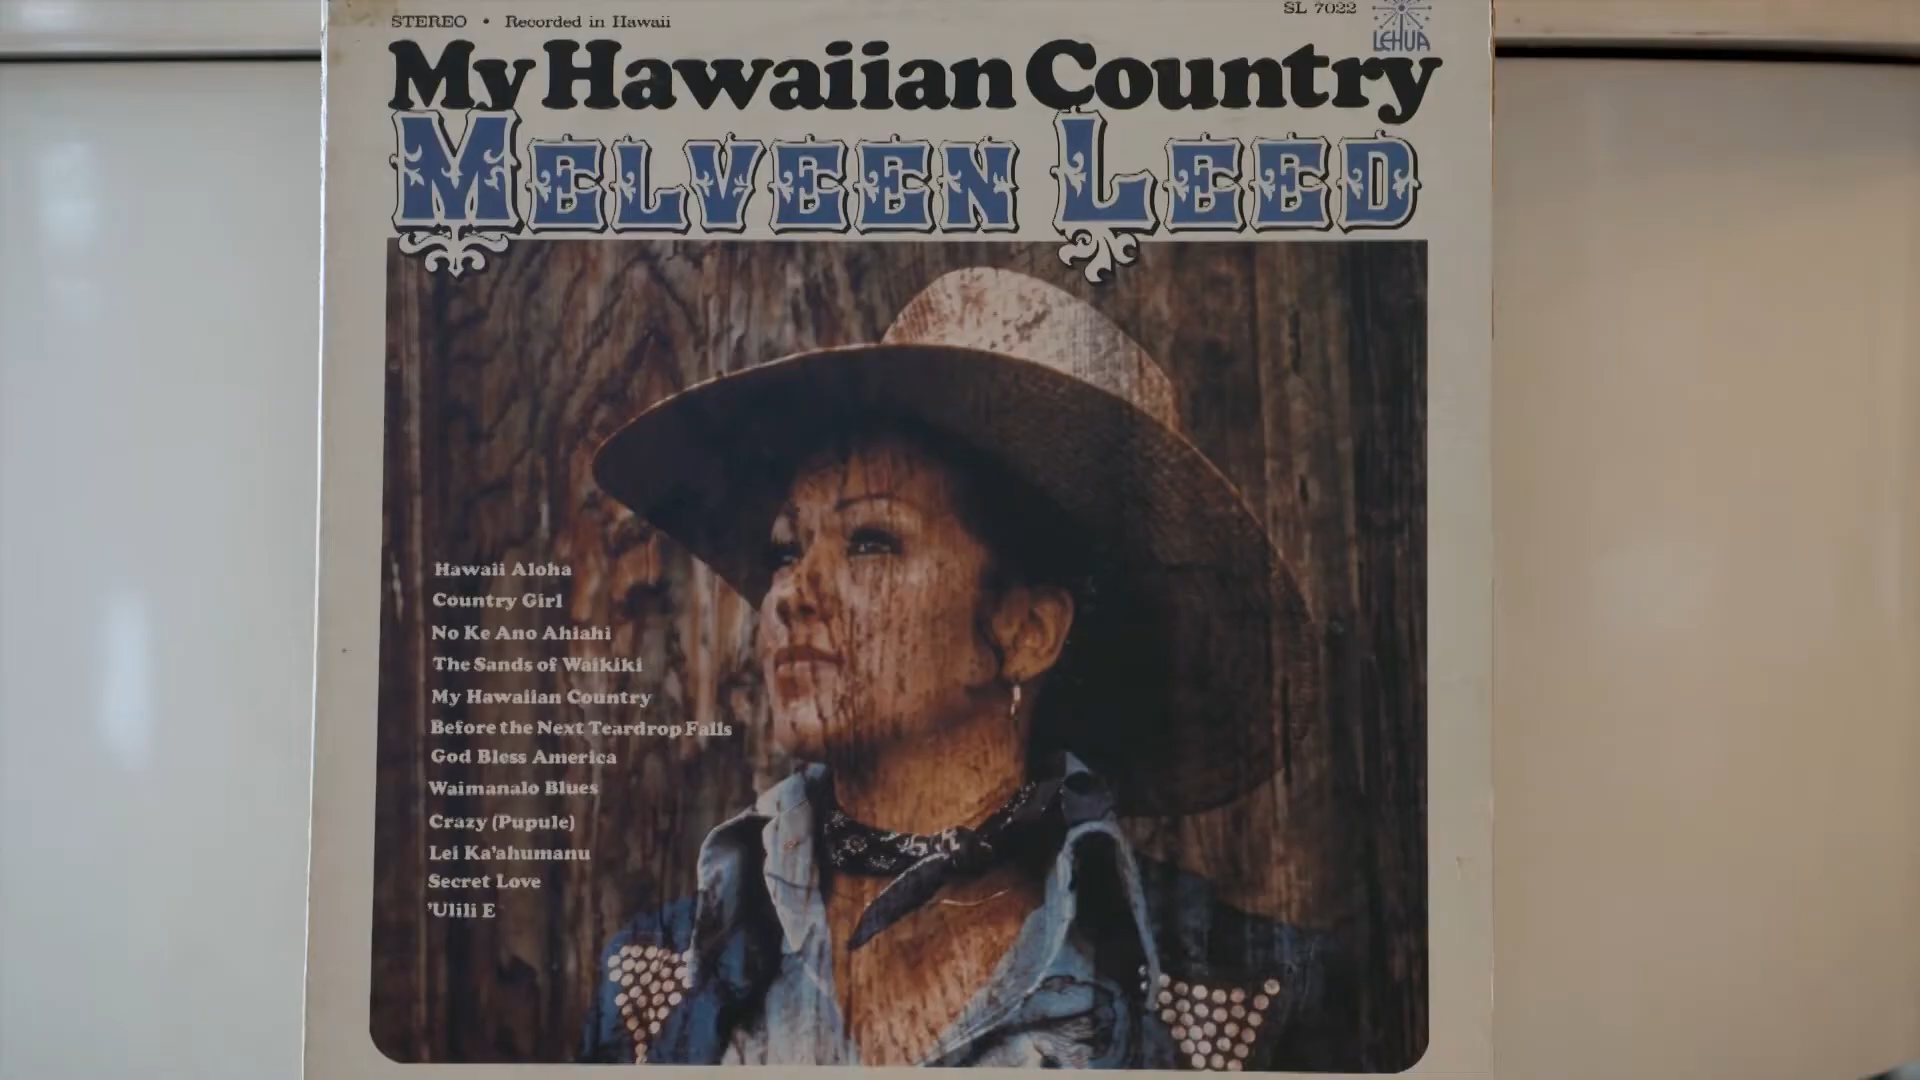 STEREO • Recorded in Hawaii
SL 7022
LEHUA
My Hawaiian Country
MELVEEN LEED
Hawaii Aloha
Country Girl
No Ke Ano Ahiahi
The Sands of Waikiki
My Hawaiian Country
Before the Next Teardrop Falls
God Bless America
Waimanalo Blues
Crazy (Pupule)
Lei Ka'ahumanu
Secret Love
'Ulili E